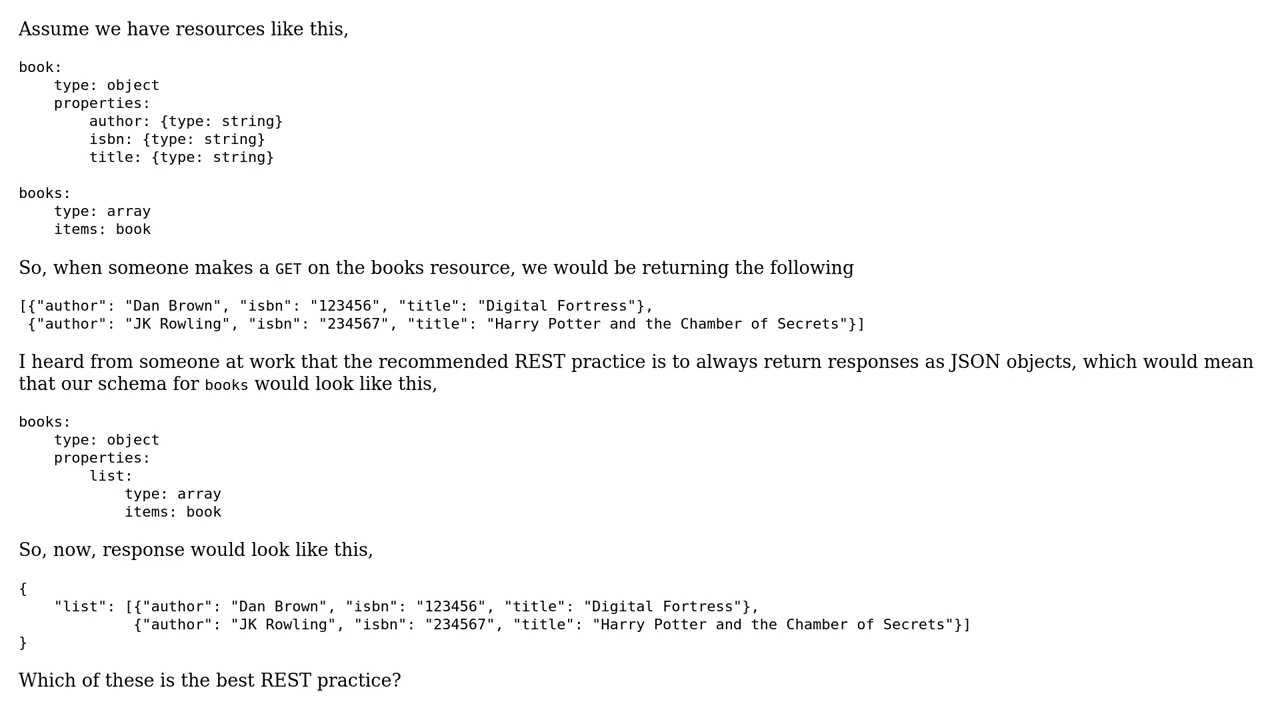 Assume we have resources like this,
book:
    type: object
    properties:
        author: {type: string}
        isbn: {type: string}
        title: {type: string}
books:
    type: array
    items: book
So, when someone makes a GET on the books resource, we would be returning the following
[{"author": "Dan Brown", "isbn": "123456", "title": "Digital Fortress"},
 {"author": "JK Rowling", "isbn": "234567", "title": "Harry Potter and the Chamber of Secrets"}]
I heard from someone at work that the recommended REST practice is to always return responses as JSON objects, which would mean
that our schema for books would look like this,
books:
    type: object
    properties:
        list:
            type: array
            items: book
So, now, response would look like this,
{
    "list": [{"author": "Dan Brown", "isbn": "123456", "title": "Digital Fortress"},
             {"author": "JK Rowling", "isbn": "234567", "title": "Harry Potter and the Chamber of Secrets"}]
}
Which of these is the best REST practice?